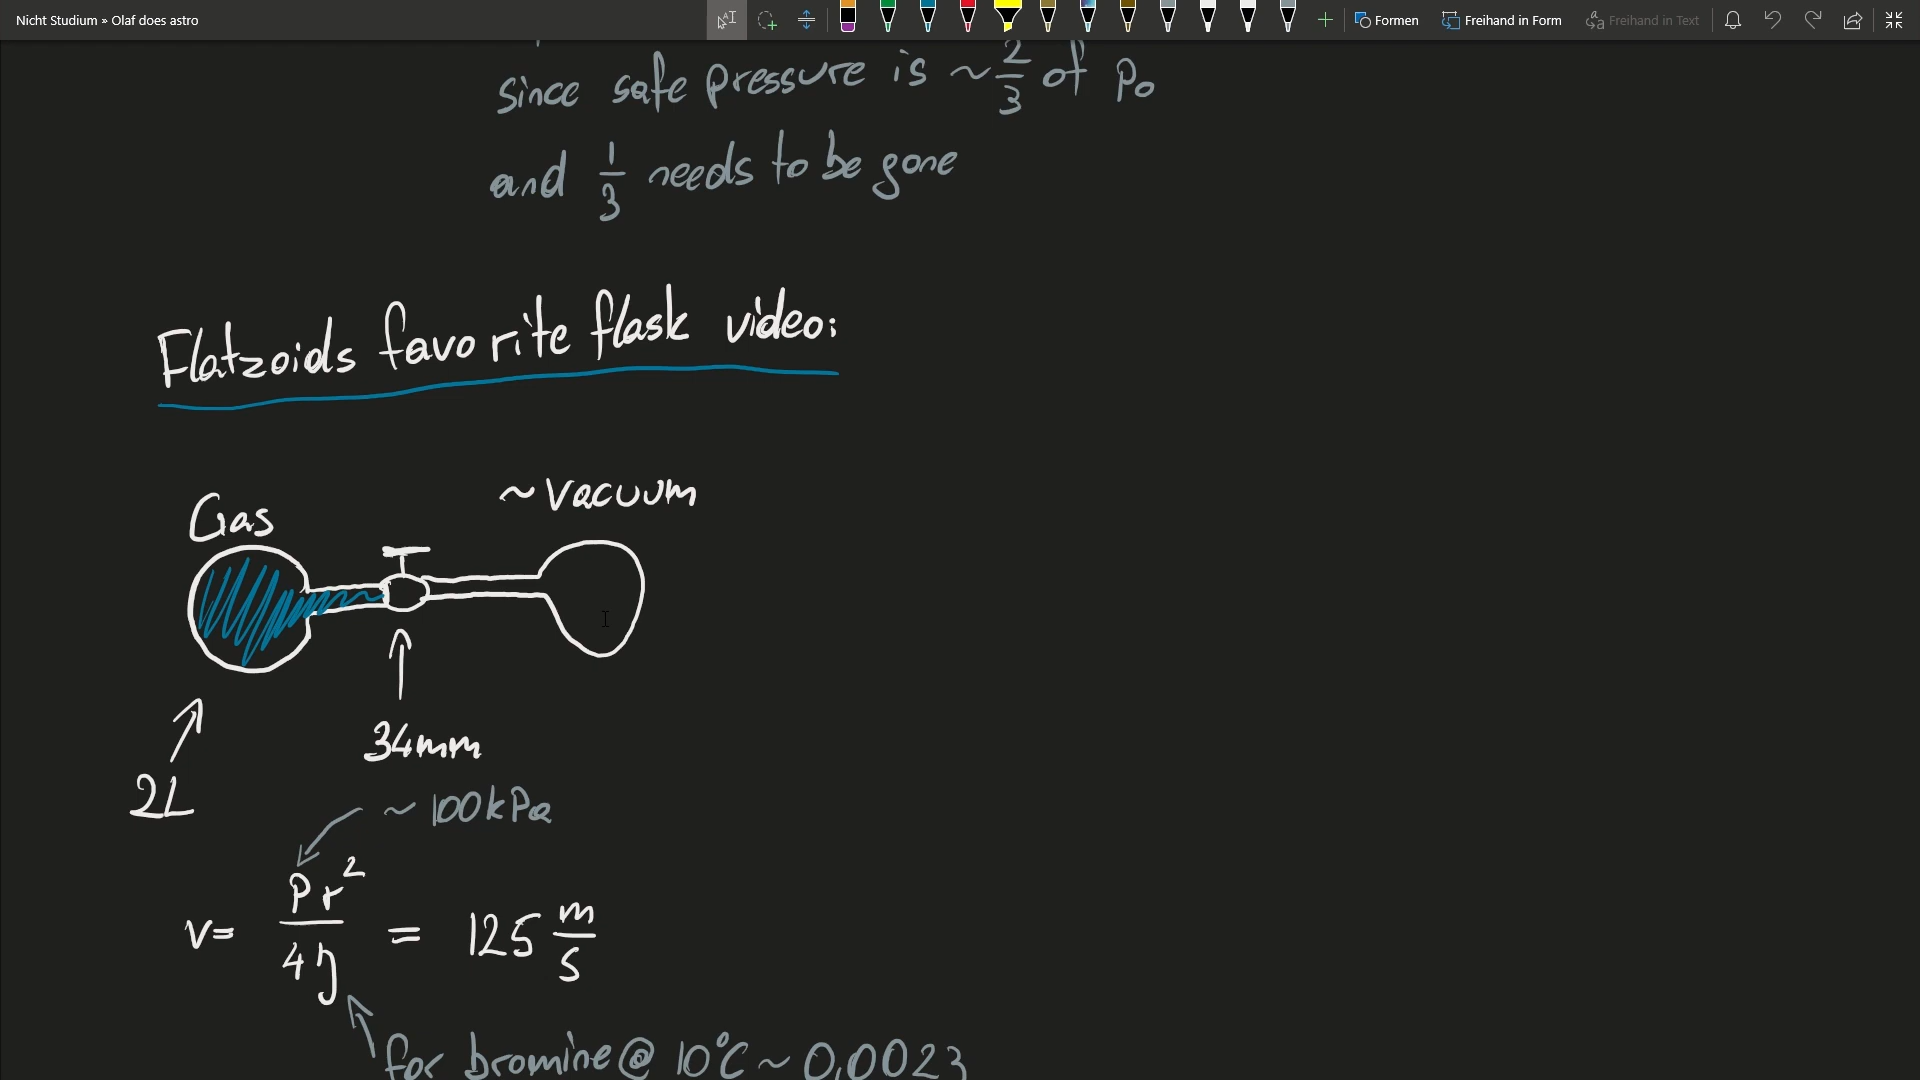 Nicht Studium » Olaf does astro
Formen
Freihand in Form
Freihand in Text
since safe pressure is ~ 2/3 of p₀
and 1/3 needs to be gone
Flatzoids favorite flask video:
~ Vacuum
Gas
34mm
2L
~ 100kPa
v= Pr²/4η = 125 m/s
for bromine @ 10°C ~ 0,0023